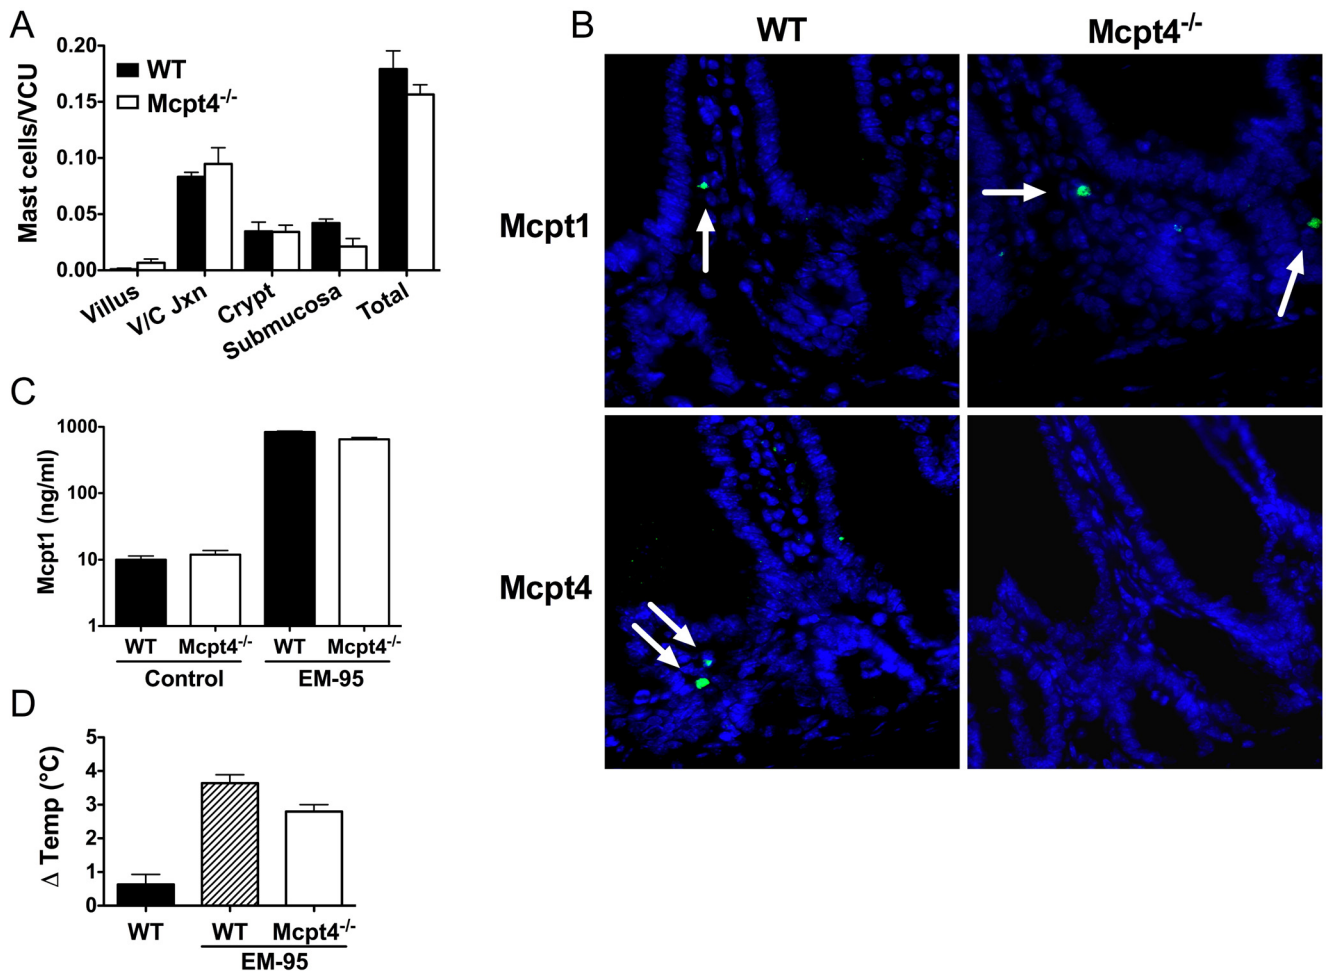 A
Mast cells/VCU
0.20
0.15
0.10
0.05
0.00
WT
Mcpt4-/-
Villus
V/C Jxn
Crypt
Submucosa
Total
B
WT
Mcpt4-/-
Mcpt1
Mcpt4
C
Mcpt1 (ng/ml)
1000
100
10
1
WT
Mcpt4-/-
WT
Mcpt4-/-
Control
EM-95
D
Δ Temp (°C)
5
4
3
2
1
0
WT
WT
Mcpt4-/-
EM-95